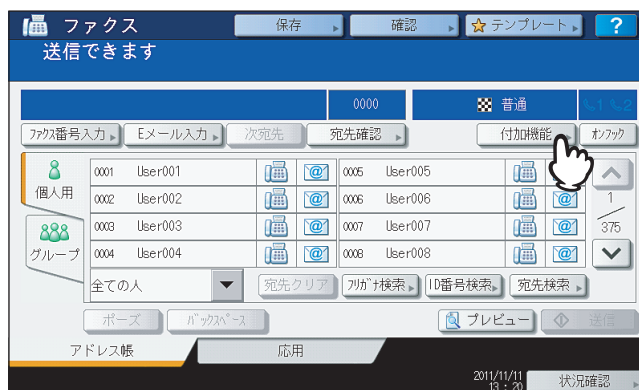 ファクス 保存 確認 テンプレート ?
送信できます
0000 普通 1 2
ファクス番号入力 Eメール入力 次宛先 宛先確認 付加機能 オンフック
個人用
グループ
0001 User001 0005 User005
0002 User002 0006 User006
0003 User003 0007 User007
0004 User004 0008 User008
1
375
全ての人 宛先クリア フリガナ検索 ID番号検索 宛先検索
ポーズ バックスペース プレビュー 送信
アドレス帳 応用
2011/11/11
13:20 状況確認